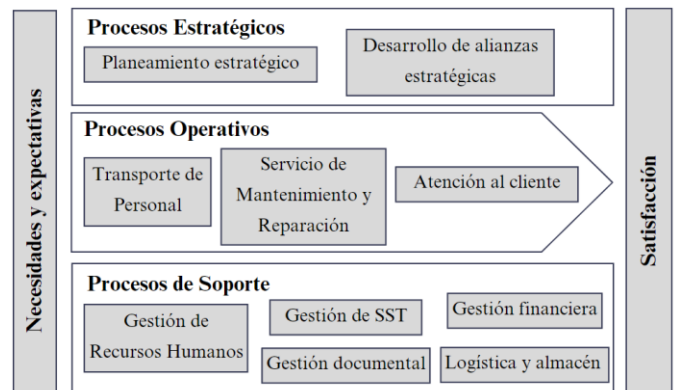 Necesidades y expectativas
Procesos Estratégicos
Planeamiento estratégico
Desarrollo de alianzas
estratégicas
Procesos Operativos
Transporte de
Personal
Servicio de
Mantenimiento y
Reparación
Atención al cliente
Procesos de Soporte
Gestión de
Recursos Humanos
Gestión de SST
Gestión financiera
Gestión documental
Logística y almacén
Satisfacción